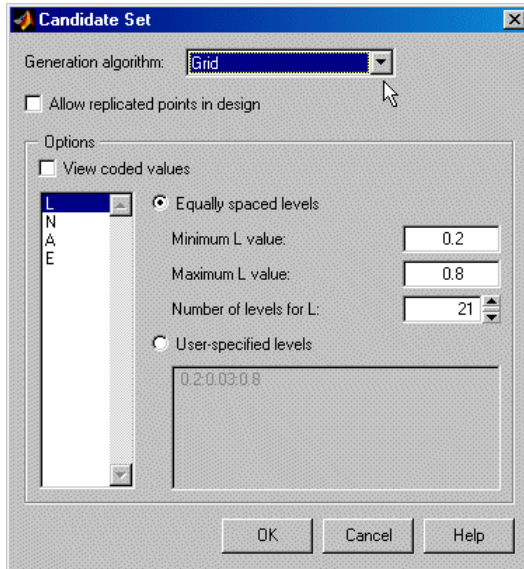 Candidate Set
Generation algorithm: Grid
Allow replicated points in design
Options
View coded values
L
N
A
E
Equally spaced levels
Minimum L value: 0.2
Maximum L value: 0.8
Number of levels for L: 21
User-specified levels
0.2:0.03:0.8
OK Cancel Help